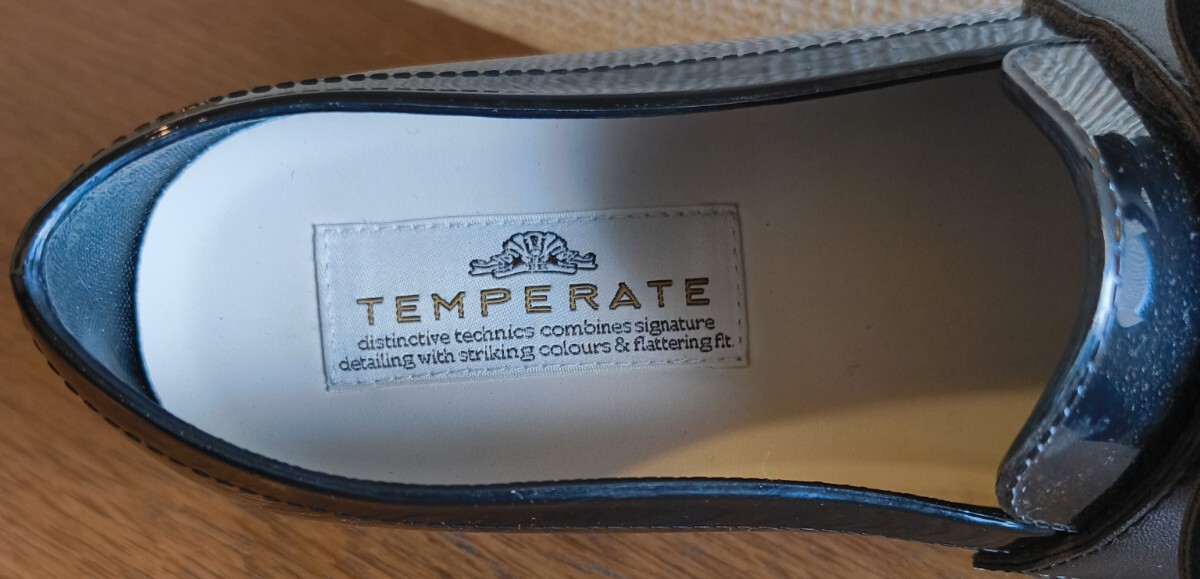 TEMPERATE
distinctive technics combines signature
detailing with striking colours & flattering fit.